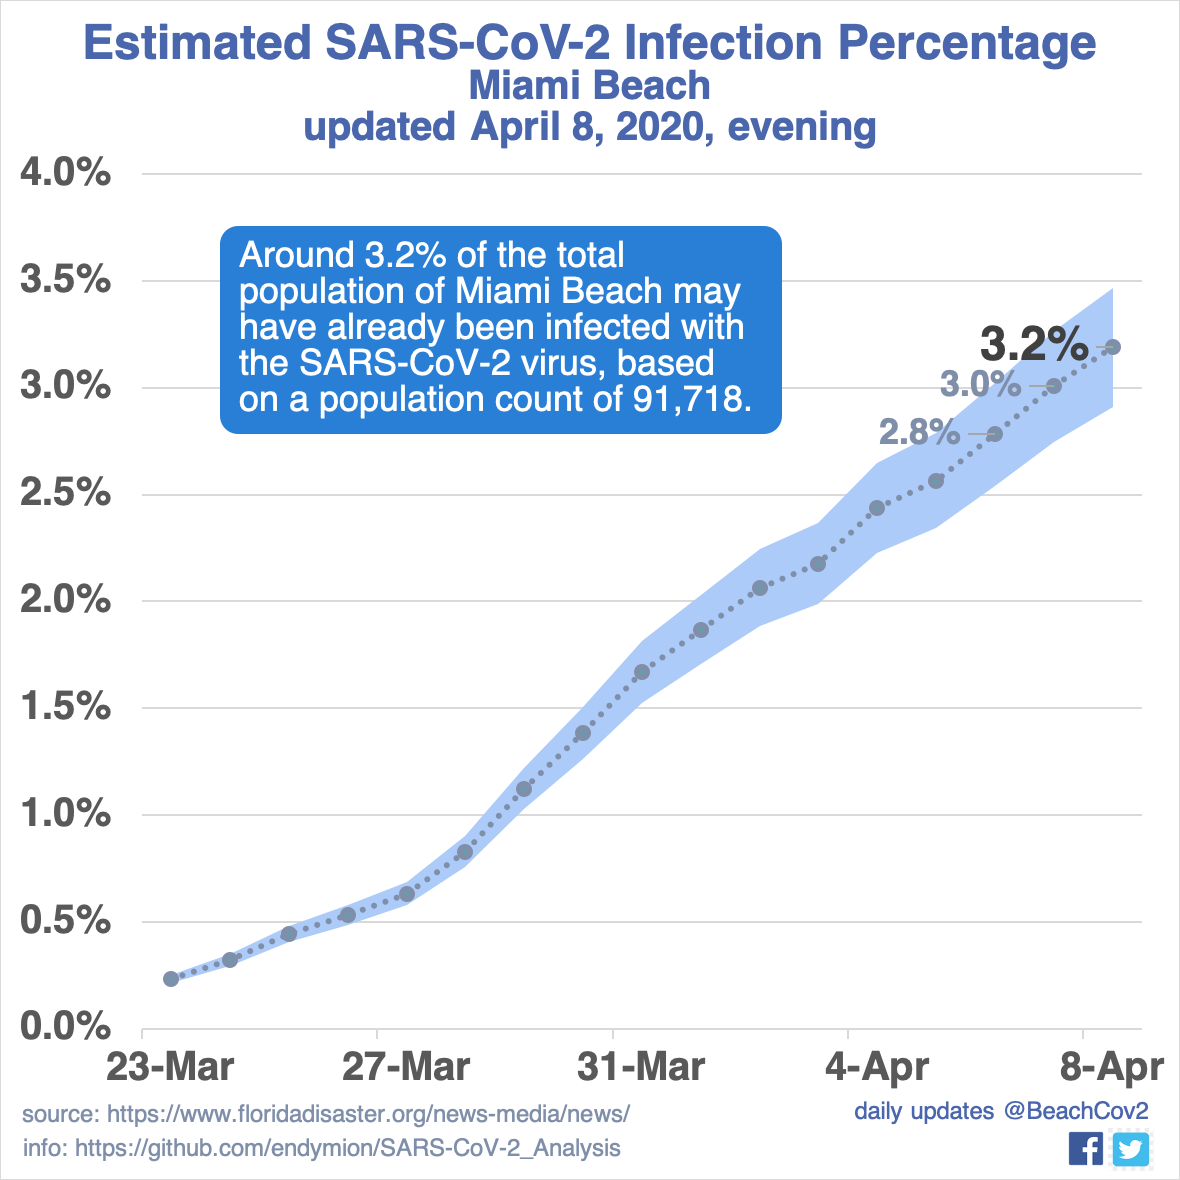 Estimated SARS-CoV-2 Infection Percentage
Miami Beach
updated April 8, 2020, evening
4.0%
Around 3.2% of the total
population of Miami Beach may
have already been infected with
the SARS-CoV-2 virus, based
on a population count of 91,718.
3.5%
3.2%
3.0%
3.0%
2.8%
2.5%
2.0%
1.5%
1.0%
0.5%
0.0%
23-Mar 27-Mar 31-Mar 4-Apr 8-Apr
source: https://www.floridadisaster.org/news-media/news/
daily updates @BeachCov2
info: https://github.com/endymion/SARS-CoV-2_Analysis